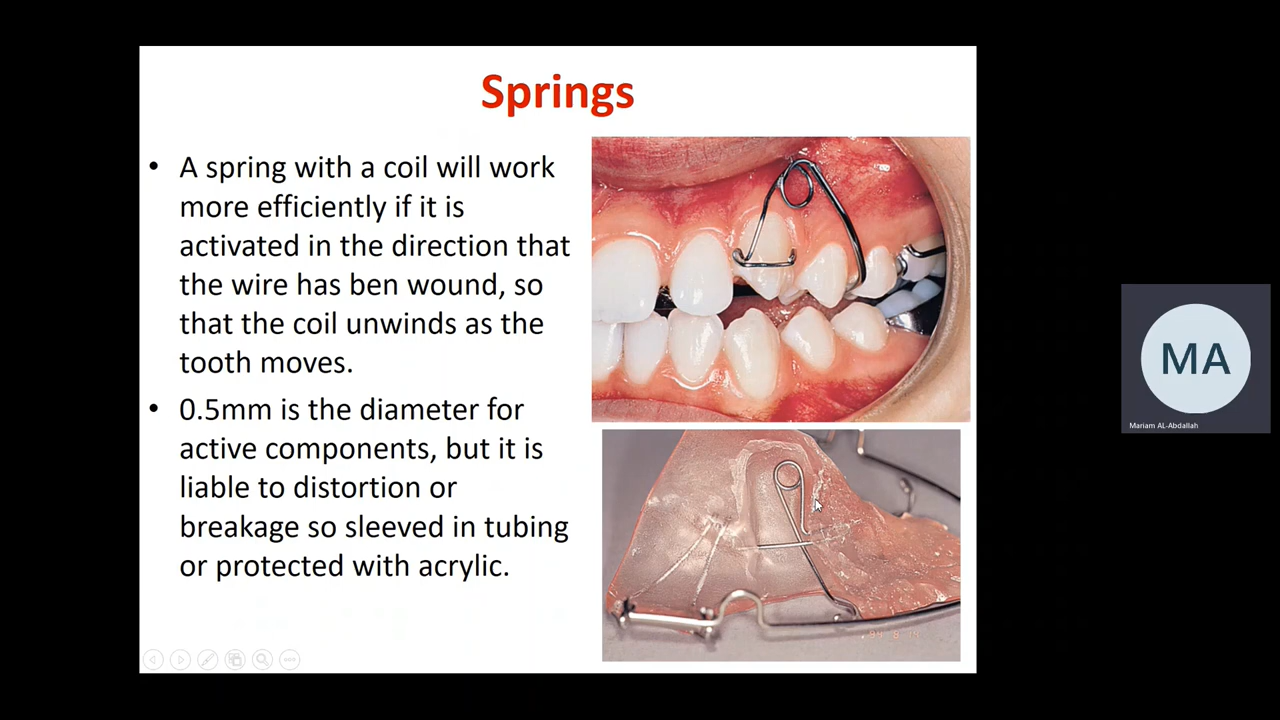 Springs
• A spring with a coil will work
more efficiently if it is
activated in the direction that
the wire has ben wound, so
that the coil unwinds as the
tooth moves.
• 0.5mm is the diameter for
active components, but it is
liable to distortion or
breakage so sleeved in tubing
or protected with acrylic.
MA
Mariam AL-Abdallah